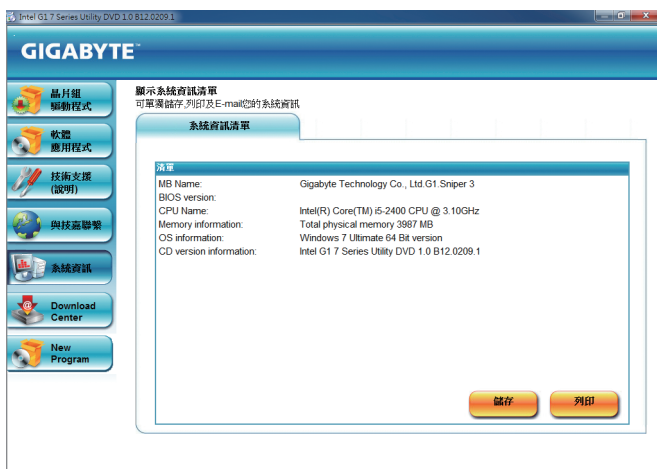 Intel G1 7 Series Utility DVD 1.0 B12.0209.1
GIGABYTE™
晶片組
驅動程式
軟體
應用程式
技術支援
(說明)
與技嘉聯繫
系統資訊
Download
Center
New
Program
顯示系統資訊清單
可單獨儲存,列印及E-mail您的系統資訊
系統資訊清單
清單
MB Name: Gigabyte Technology Co., Ltd.G1.Sniper 3
BIOS version:
CPU Name: Intel(R) Core(TM) i5-2400 CPU @ 3.10GHz
Memory information: Total physical memory 3987 MB
OS information: Windows 7 Ultimate 64 Bit version
CD version information: Intel G1 7 Series Utility DVD 1.0 B12.0209.1
儲存 列印